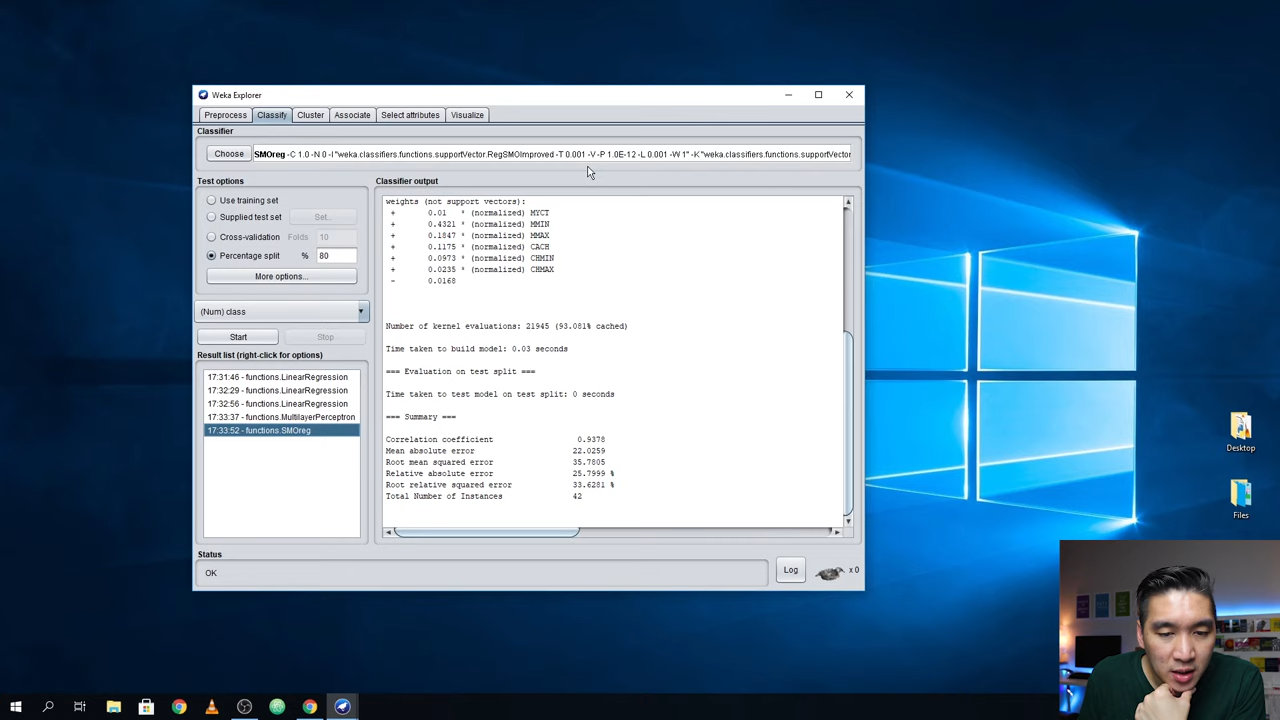 Weka Explorer
Preprocess Classify Cluster Associate Select attributes Visualize
Classifier
Choose SMOreg -C 1.0 -N 0 -I "weka.classifiers.functions.supportVector.RegSMOImproved -T 0.001 -V -P 1.0E-12 -L 0.001 -W 1" -K "weka.classifiers.functions.supportVector
Test options
Use training set
Supplied test set Set...
Cross-validation Folds 10
Percentage split % 80
More options...
(Num) class
Start Stop
Result list (right-click for options)
17:31:46 - functions.LinearRegression
17:32:29 - functions.LinearRegression
17:32:56 - functions.LinearRegression
17:33:37 - functions.MultilayerPerceptron
17:33:52 - functions.SMOreg
Classifier output
weights (not support vectors):
+ 0.01 * (normalized) MYCT
+ 0.4321 * (normalized) MMIN
+ 0.1847 * (normalized) MMAX
+ 0.1175 * (normalized) CACH
+ 0.0973 * (normalized) CHMIN
+ 0.0235 * (normalized) CHMAX
- 0.0168
Number of kernel evaluations: 21945 (93.081% cached)
Time taken to build model: 0.03 seconds
=== Evaluation on test split ===
Time taken to test model on test split: 0 seconds
=== Summary ===
Correlation coefficient 0.9378
Mean absolute error 22.0259
Root mean squared error 35.7805
Relative absolute error 25.7999 %
Root relative squared error 33.6281 %
Total Number of Instances 42
Status
OK
Log
x 0
Desktop
Files